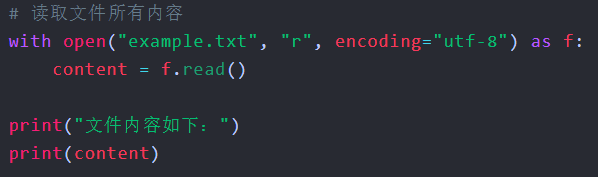 # 读取文件所有内容
with open("example.txt", "r", encoding="utf-8") as f:
    content = f.read()
print("文件内容如下：")
print(content)